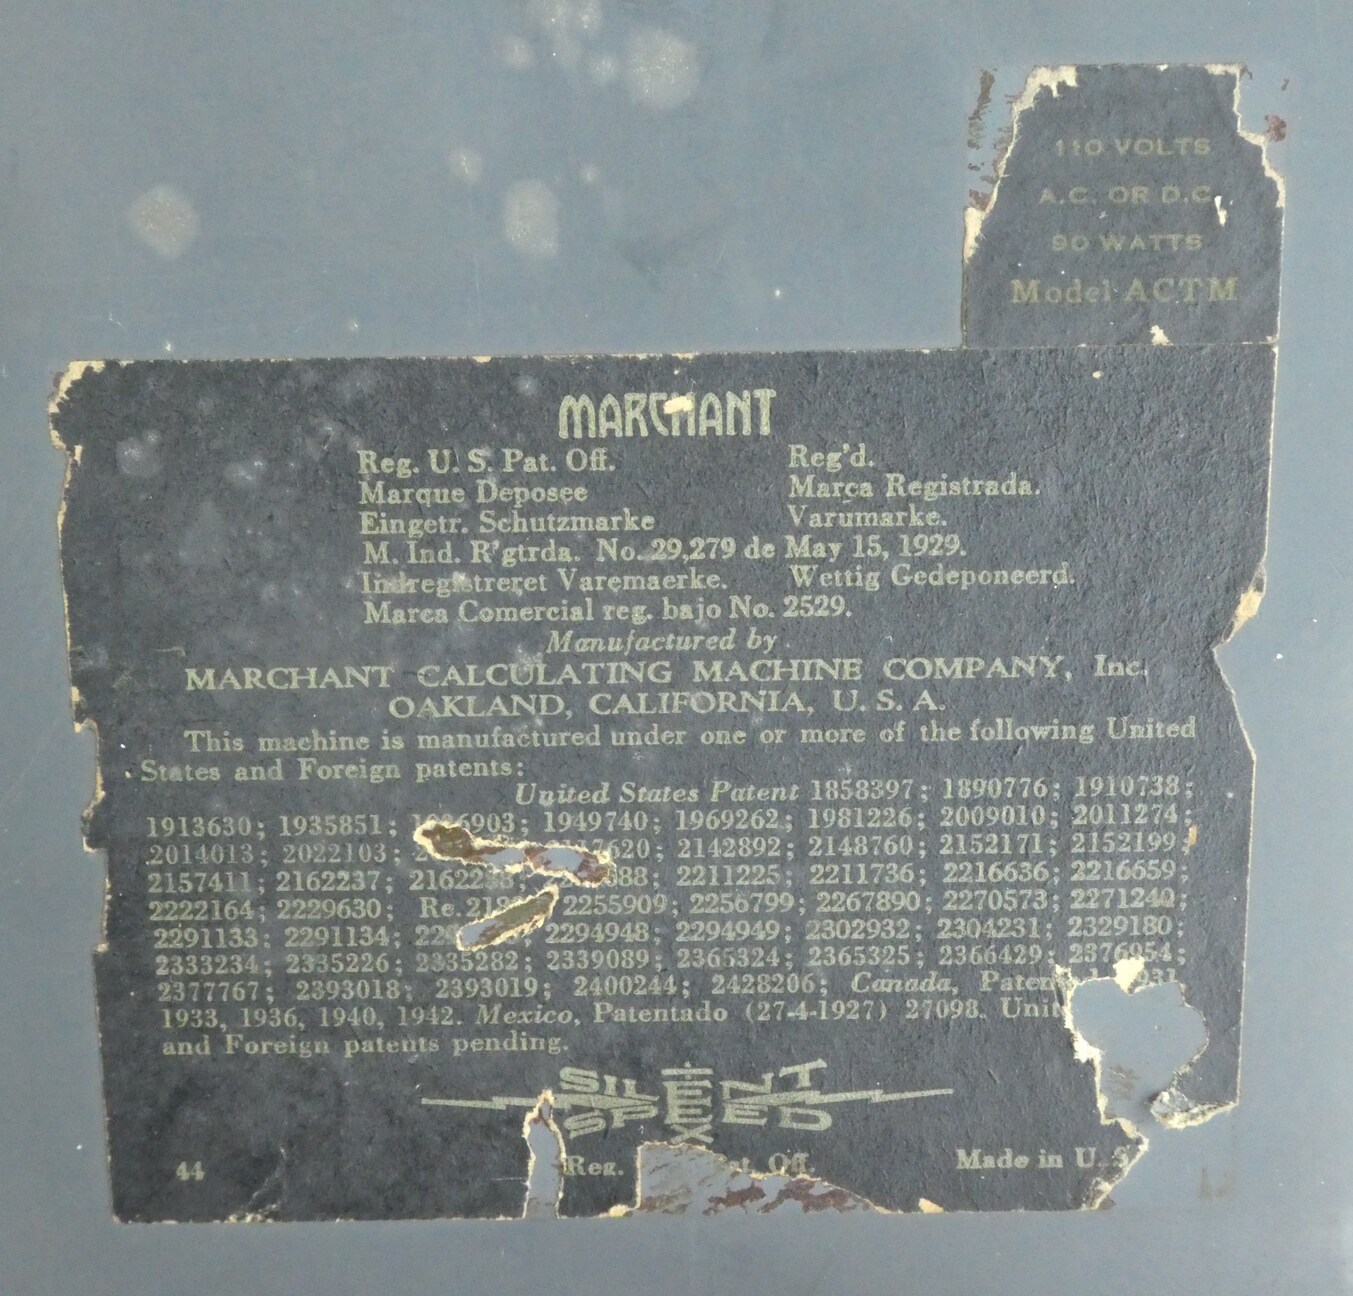 110 VOLTS
A.C. OR D.C.
90 WATTS
Model ACTM
MARCHANT
Reg. U. S. Pat. Off. Reg'd.
Marque Deposee Marca Registrada.
Eingetr. Schutzmarke Varumarke.
M. Ind. R'gtrda. No. 29,279 de May 15, 1929.
Indregistreret Varemaerke. Wettig Gedeponeerd.
Marca Comercial reg. bajo No. 2529.
Manufactured by
MARCHANT CALCULATING MACHINE COMPANY, Inc.
OAKLAND, CALIFORNIA, U. S. A.
This machine is manufactured under one or more of the following United
States and Foreign patents:
United States Patent 1858397; 1890776; 1910738;
1913630; 1935851; 1949740; 1969262; 1981226; 2009010; 2011274;
2014013; 2022103; 2142892; 2148760; 2152171; 2152199;
2157411; 2162237; 2211225; 2211736; 2216636; 2216659;
2222164; 2229630; 2255909; 2256799; 2267890; 2270573; 2271240;
2291133; 2291134; 2294948; 2294949; 2302932; 2304231; 2329180;
2333234; 2335226; 2335282; 2339089; 2365324; 2365325; 2366429; 2376954;
2377767; 2393018; 2393019; 2400244; 2428206; Canada,
1933, 1936, 1940, 1942. Mexico, Patentado (27-4-1927) 27098.
and Foreign patents pending.
SILENT
SPEED
Reg. Off.
44 Made in U. S.